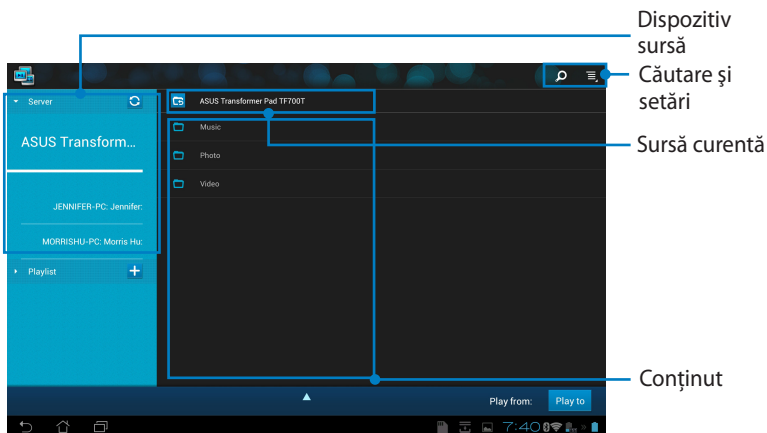 Dispozitiv
sursă
Căutare şi
setări
Server
ASUS Transformer Pad TF700T
Music
ASUS Transform...
Sursă curentă
Photo
Video
JENNIFER-PC: Jennifer:
MORRISHU-PC: Morris Hu:
Playlist
Conţinut
Play from:
Play to
7:40